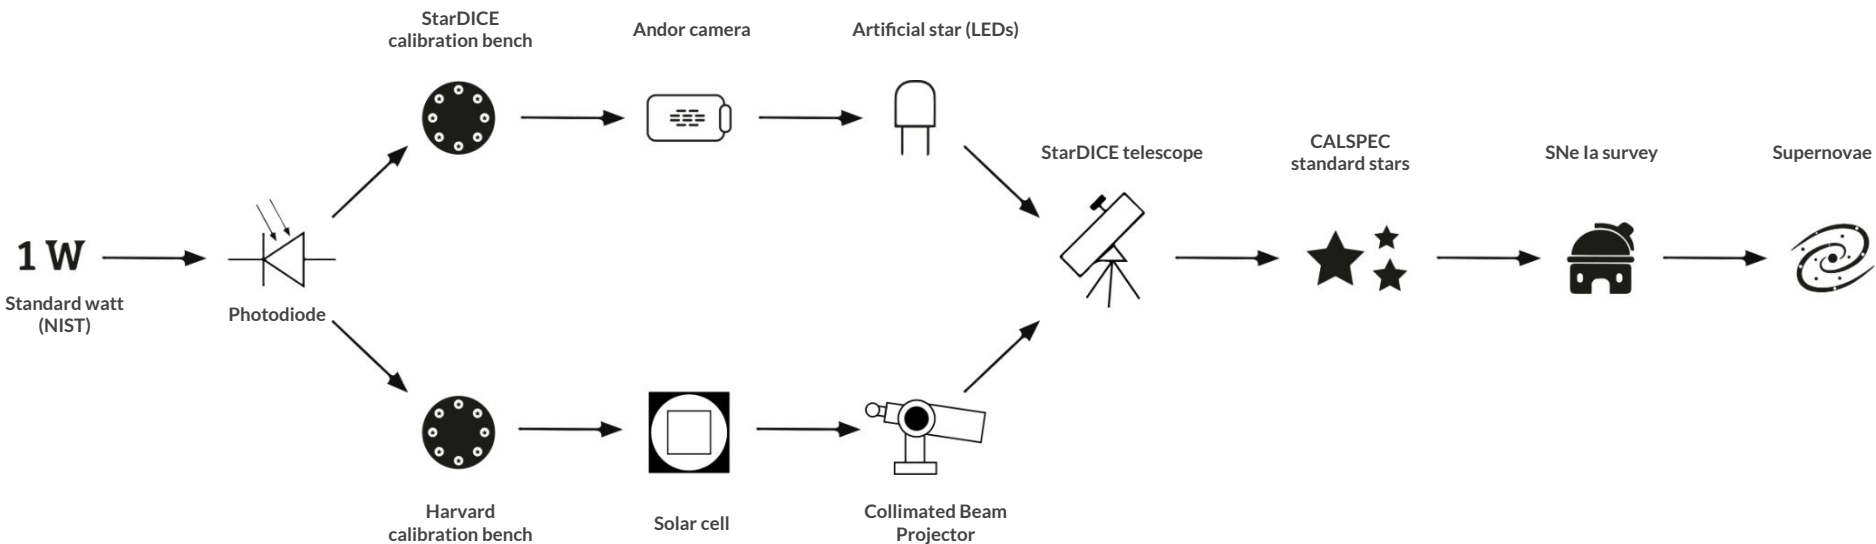 StarDICE
calibration bench
Andor camera
Artificial star (LEDs)
StarDICE telescope
CALSPEC
standard stars
SNe Ia survey
Supernovae
1 W
Standard watt
(NIST)
Photodiode
Harvard
calibration bench
Solar cell
Collimated Beam
Projector